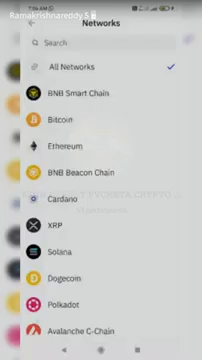 Ramakrishnareddy.S
Networks
Search
All Networks
BNB Smart Chain
Bitcoin
Ethereum
BNB Beacon Chain
Cardano
XRP
Solana
Dogecoin
Polkadot
Avalanche C-Chain